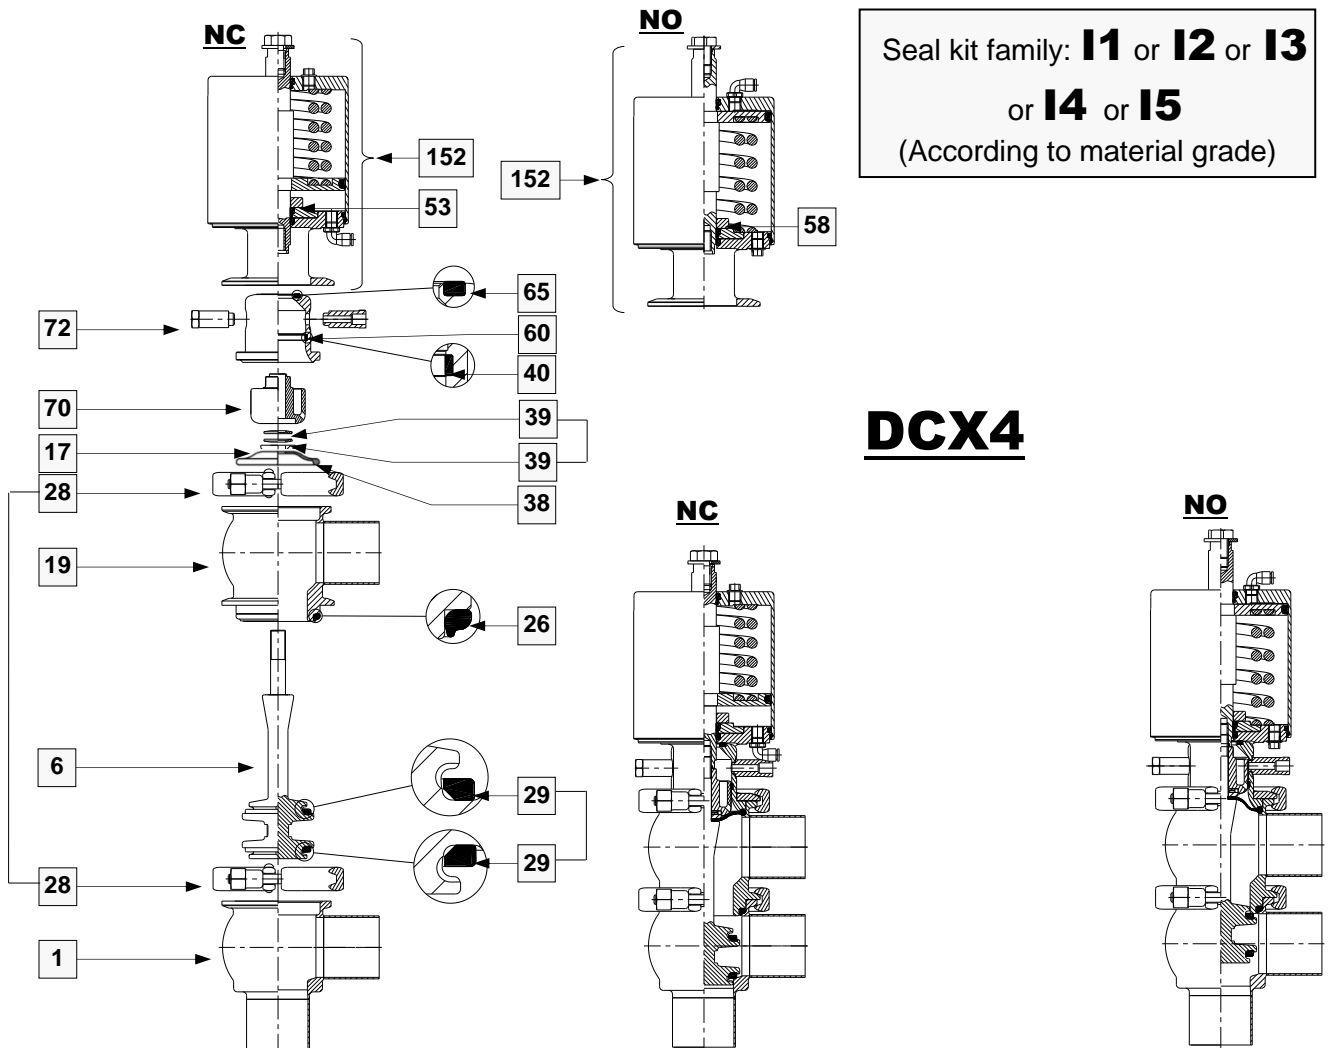 NC
NO
Seal kit family: I1 or I2 or I3
or I4 or I5
(According to material grade)
152
152
53
58
65
72
60
40
70
39
17
39
28
38
DCX4
NC
NO
19
26
6
29
29
28
1